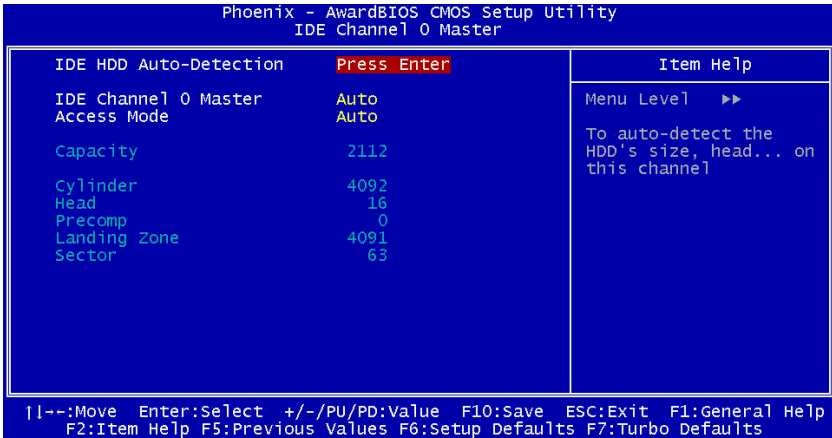 Phoenix - AwardBIOS CMOS Setup Utility
IDE Channel 0 Master
IDE HDD Auto-Detection Press Enter
IDE Channel 0 Master Auto
Access Mode Auto
Capacity 2112
Cylinder 4092
Head 16
Precomp 0
Landing Zone 4091
Sector 63
Item Help
Menu Level ▸▸
To auto-detect the
HDD's size, head... on
this channel
↑↓→←:Move Enter:Select +/-/PU/PD:Value F10:Save ESC:Exit F1:General Help
F2:Item Help F5:Previous Values F6:Setup Defaults F7:Turbo Defaults